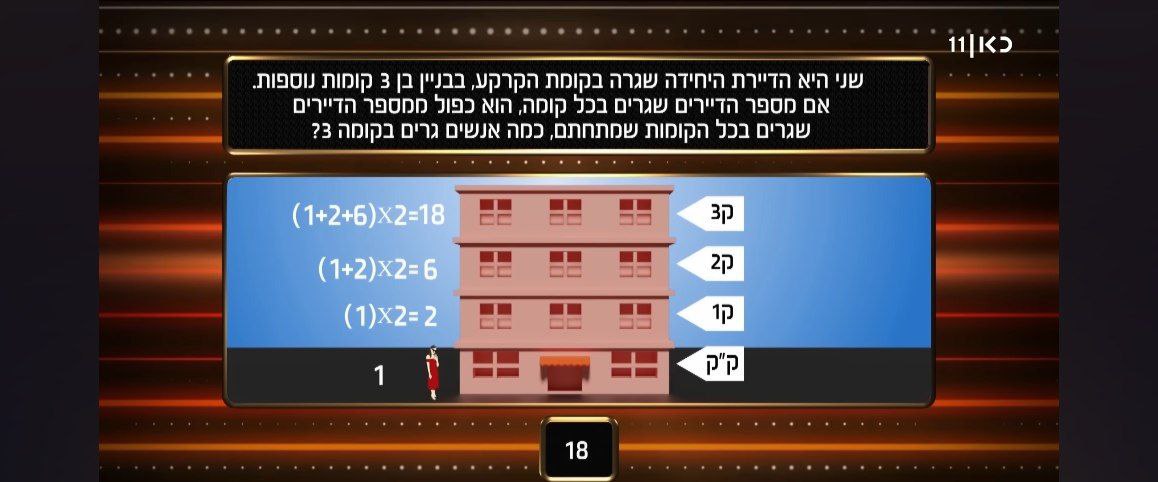 כאן|11
שני היא הדיירת היחידה שגרה בקומת הקרקע, בבניין בן 3 קומות נוספות.
אם מספר הדיירים שגרים בכל קומה, הוא כפול ממספר הדיירים
שגרים בכל הקומות שמתחתם, כמה אנשים גרים בקומה 3?
(1+2+6)X2=18 ק3
(1+2)X2= 6 ק2
(1)X2= 2 ק1
1 ק"ק
18